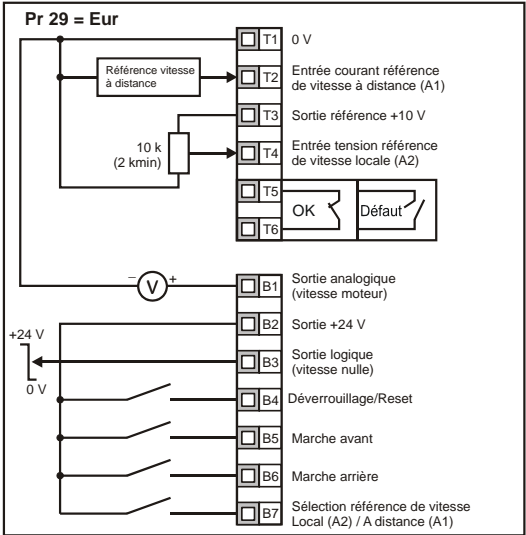 Pr 29 = Eur
T1 0 V
Référence vitesse
à distance
T2 Entrée courant référence
de vitesse à distance (A1)
T3 Sortie référence +10 V
10 k
(2 kmin)
T4 Entrée tension référence
de vitesse locale (A2)
T5
OK Défaut
T6
− V +
B1 Sortie analogique
(vitesse moteur)
B2 Sortie +24 V
+24 V
0 V
B3 Sortie logique
(vitesse nulle)
B4 Déverrouillage/Reset
B5 Marche avant
B6 Marche arrière
B7 Sélection référence de vitesse
Local (A2) / A distance (A1)